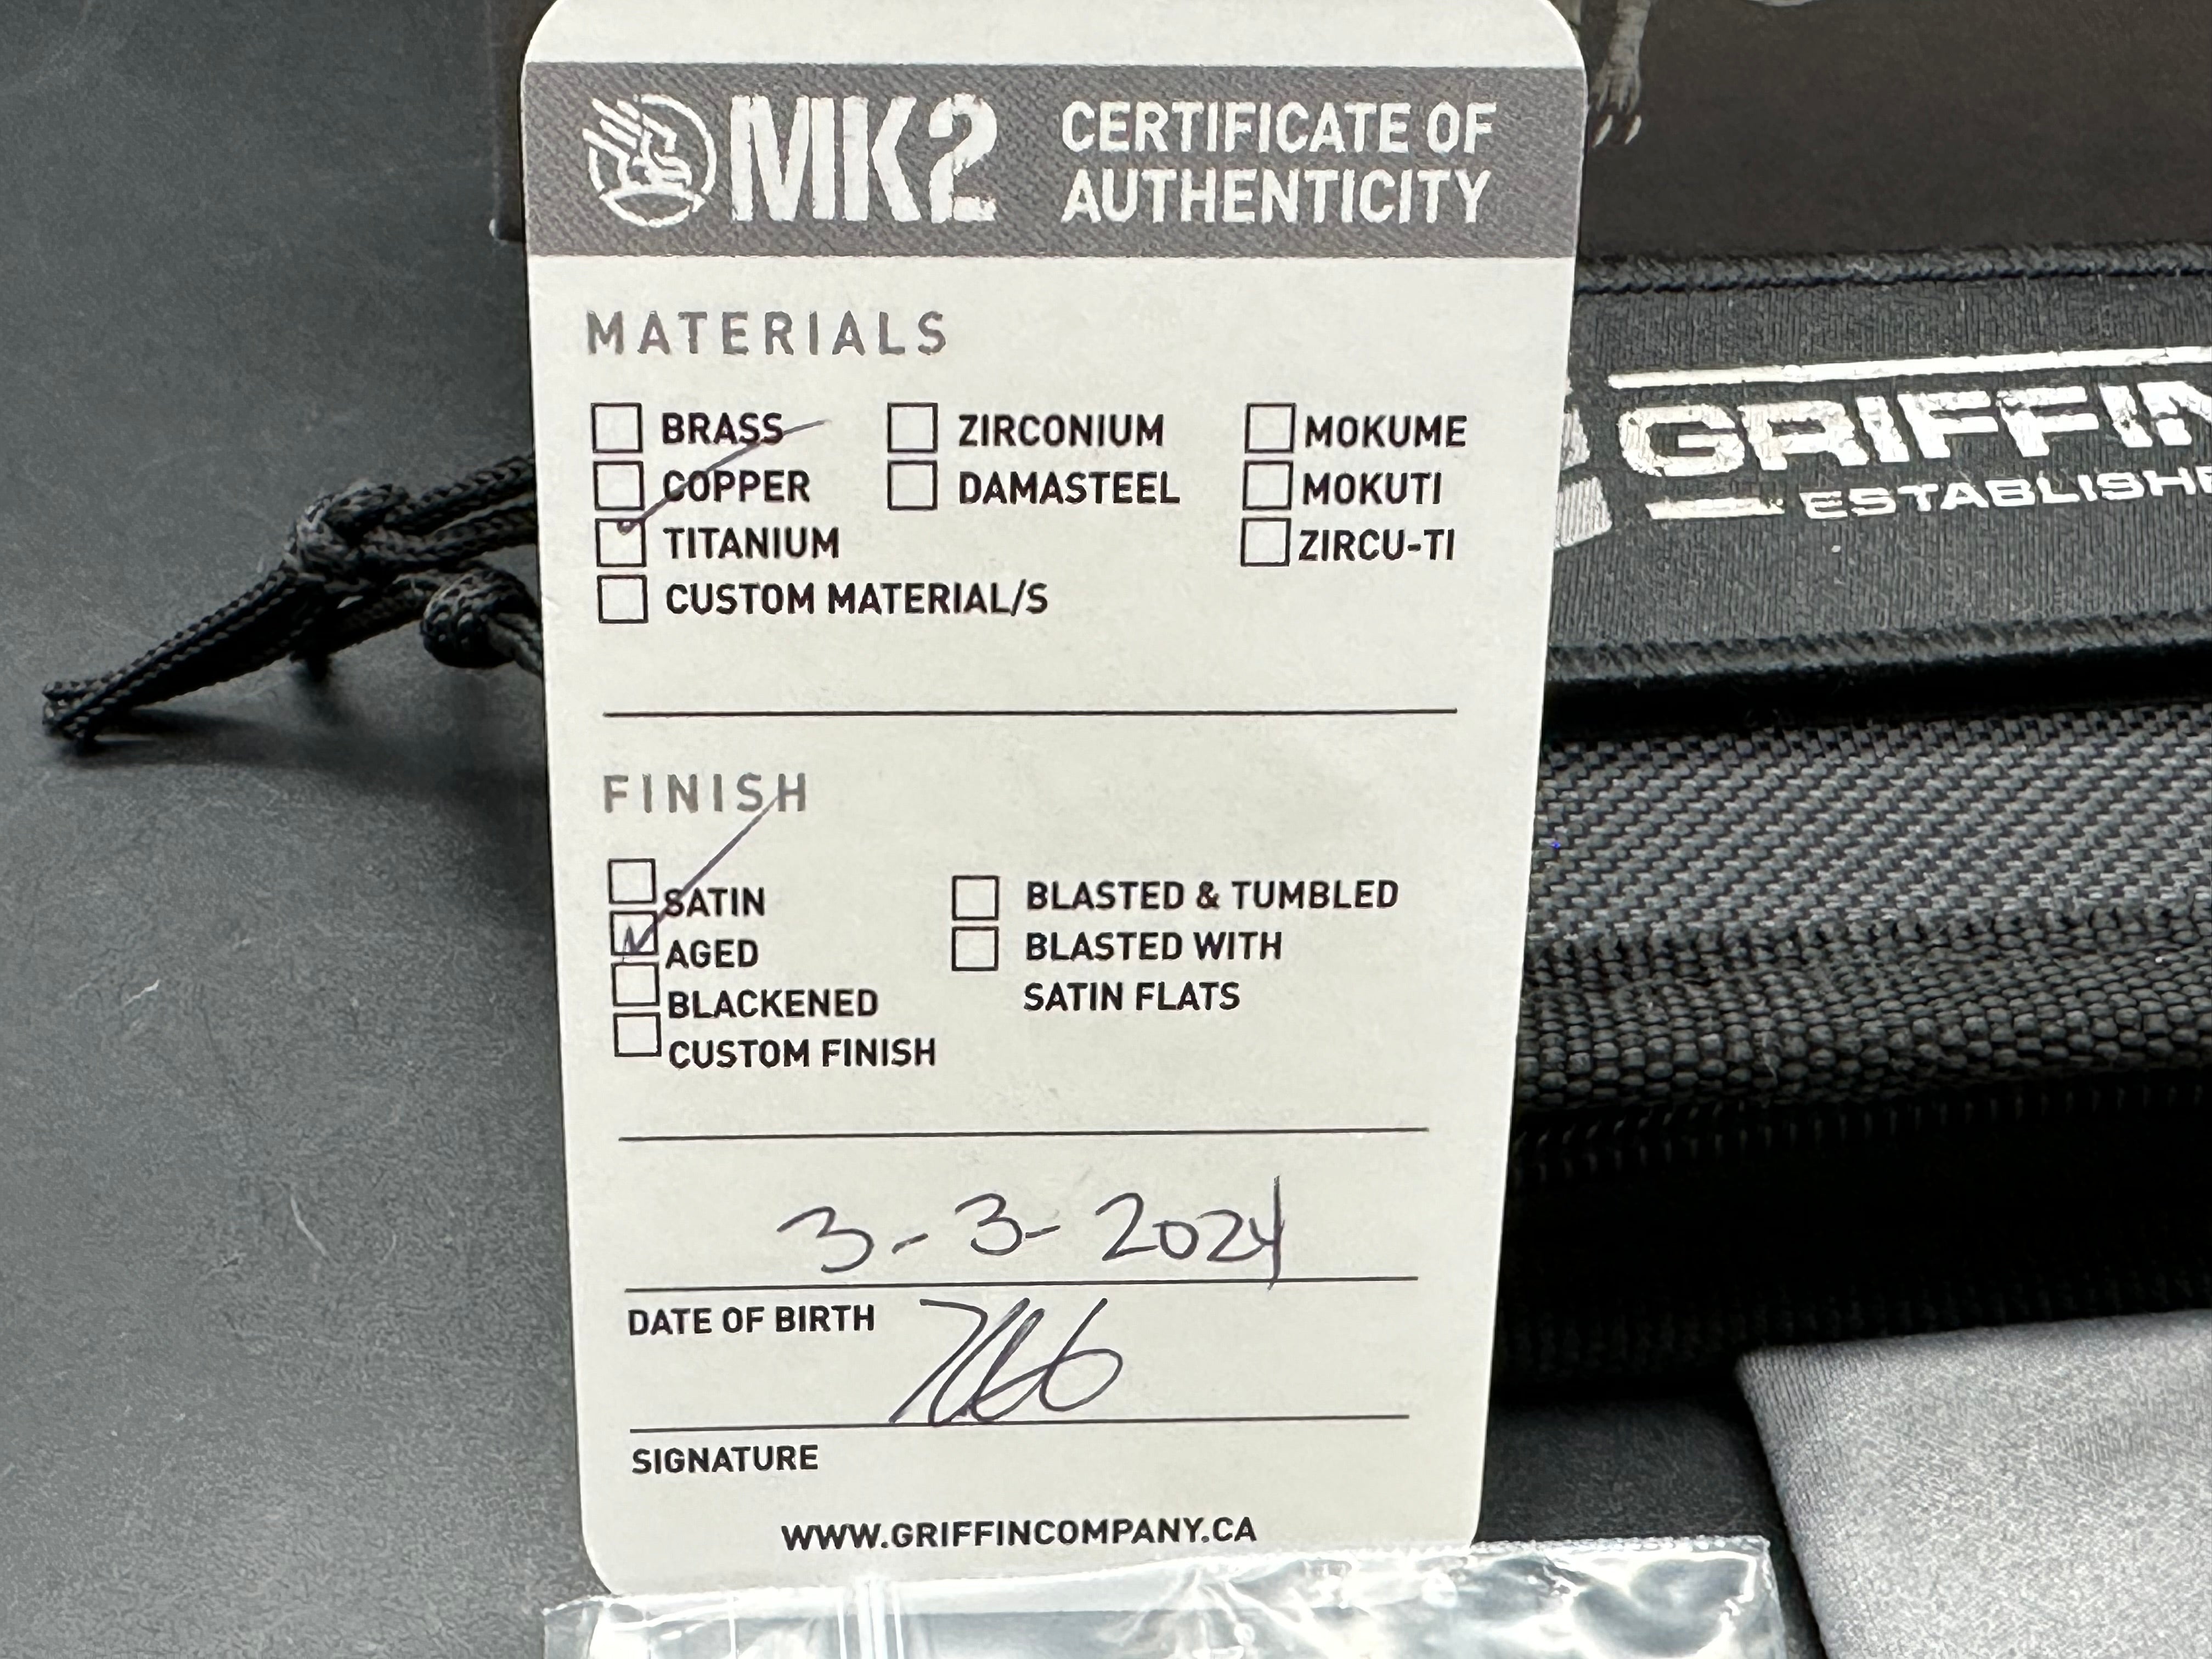 MK2 CERTIFICATE OF
AUTHENTICITY
MATERIALS
BRASS
COPPER
TITANIUM
CUSTOM MATERIAL/S
ZIRCONIUM
DAMASTEEL
MOKUME
MOKUTI
ZIRCU-TI
FINISH
SATIN
AGED
BLACKENED
CUSTOM FINISH
BLASTED & TUMBLED
BLASTED WITH
SATIN FLATS
3-3-2024
DATE OF BIRTH
SIGNATURE
WWW.GRIFFINCOMPANY.CA
GRIFFIN
ESTABLISHE